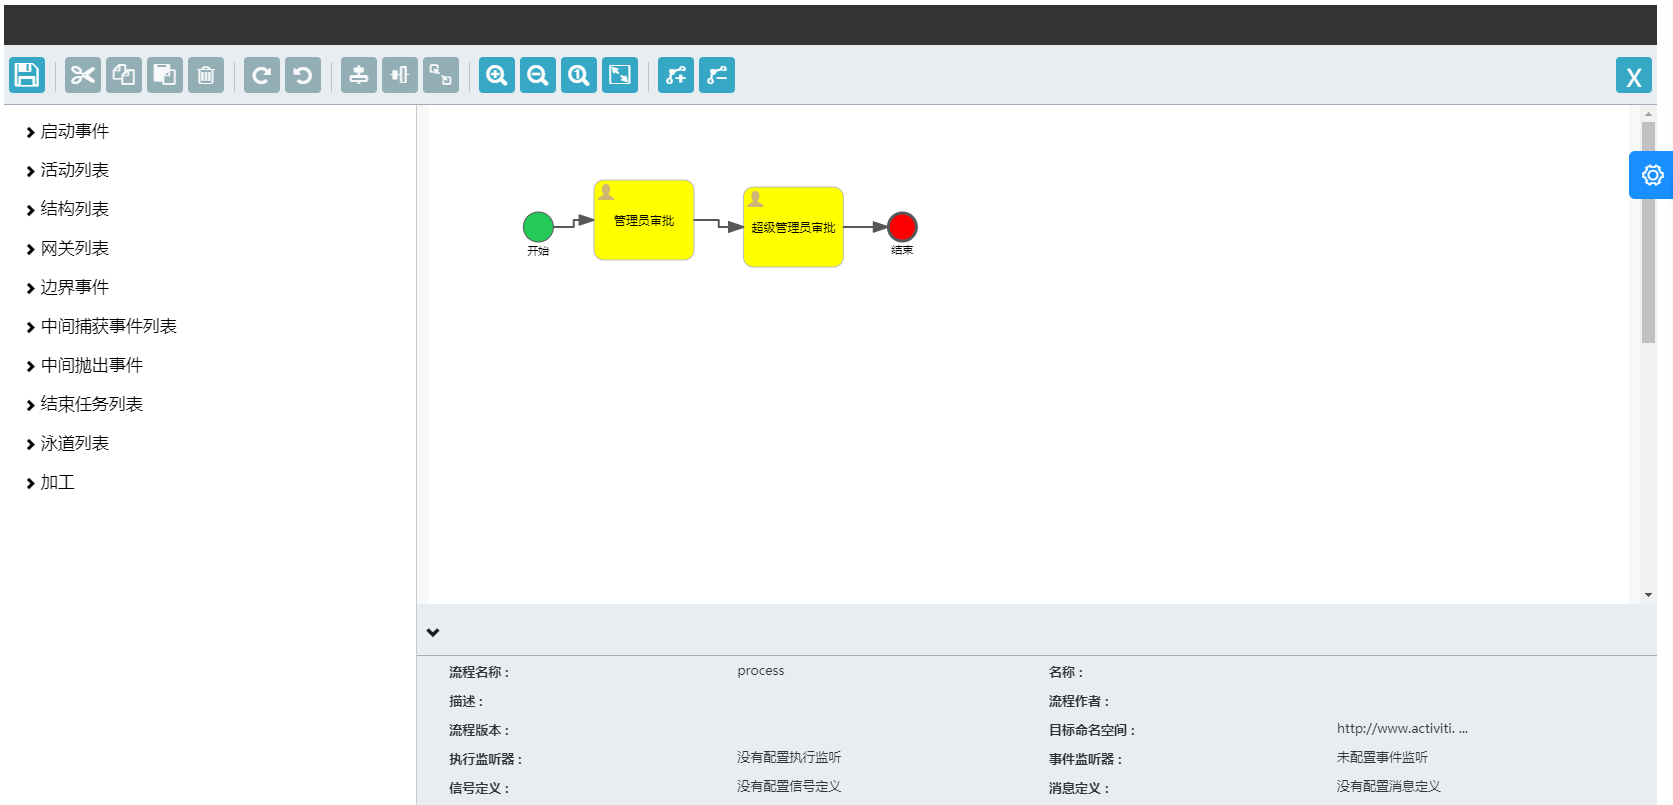 X
启动事件
活动列表
结构列表
网关列表
边界事件
中间捕获事件列表
中间抛出事件
结束任务列表
泳道列表
加工
开始
管理员审批
超级管理员审批
结束
流程名称： process 名称：
描述： 流程作者：
流程版本： 目标命名空间： http://www.activiti. ...
执行监听器： 没有配置执行监听 事件监听器： 未配置事件监听
信号定义： 没有配置信号定义 消息定义： 没有配置消息定义